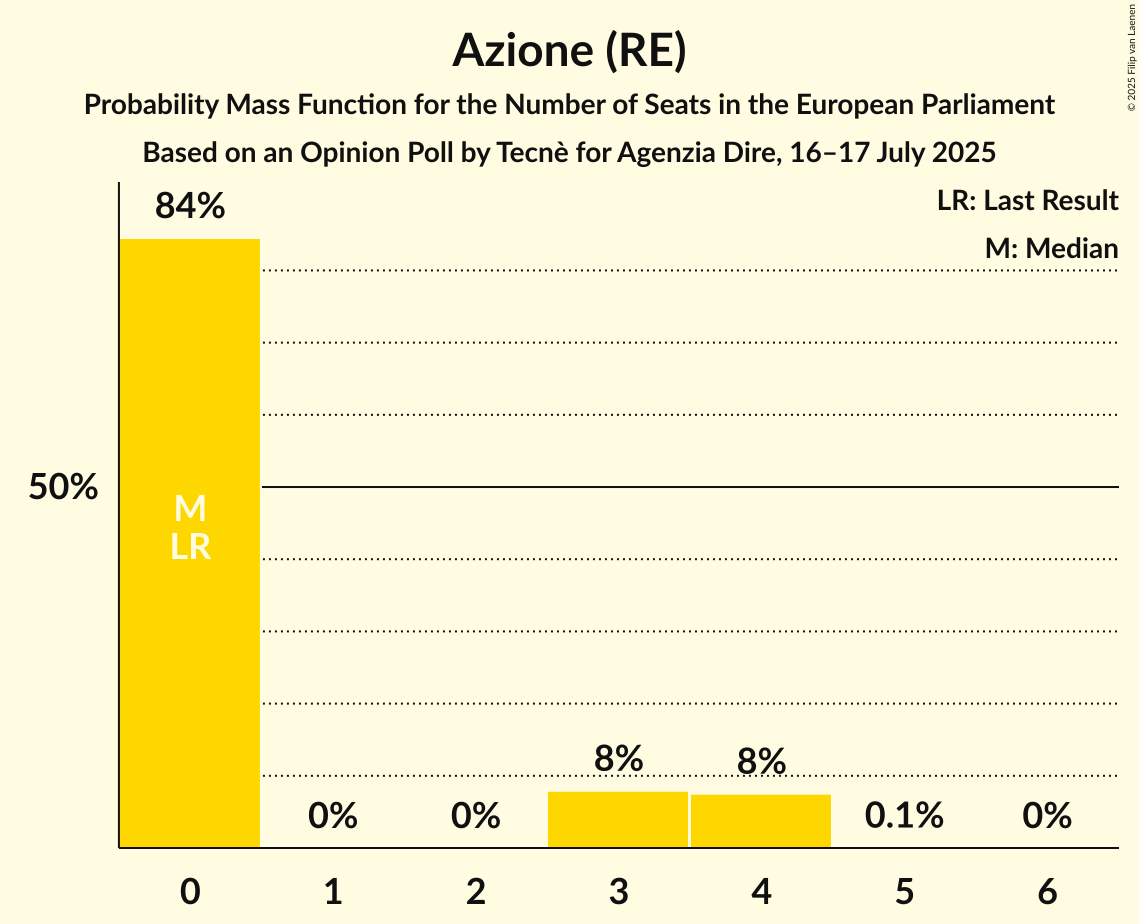 Azione (RE)
Probability Mass Function for the Number of Seats in the European Parliament
Based on an Opinion Poll by Tecnè for Agenzia Dire, 16–17 July 2025
© 2025 Filip van Laenen
LR: Last Result
M: Median
84%
50%
M
LR
8%
8%
0%
0%
0.1%
0%
0
1
2
3
4
5
6